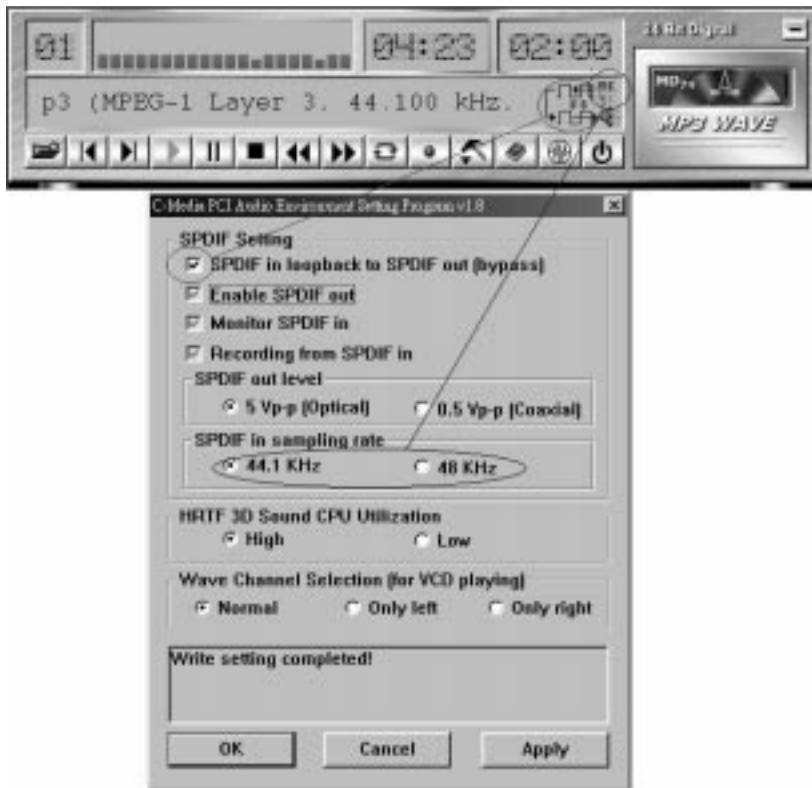 01 04:23 02:00
p3 (MPEG-1 Layer 3. 44.100 kHz.
MP3 WAVE
C-Media PCI Audio Environment Setting Program v1.8
SPDIF Setting
SPDIF in loopback to SPDIF out (bypass)
Enable SPDIF out
Monitor SPDIF in
Recording from SPDIF in
SPDIF out level
5 Vp-p (Optical) 0.5 Vp-p (Coaxial)
SPDIF in sampling rate
44.1 KHz 48 KHz
HRTF 3D Sound CPU Utilization
High Low
Wave Channel Selection (for VCD playing)
Normal Only left Only right
Write setting completed!
OK Cancel Apply